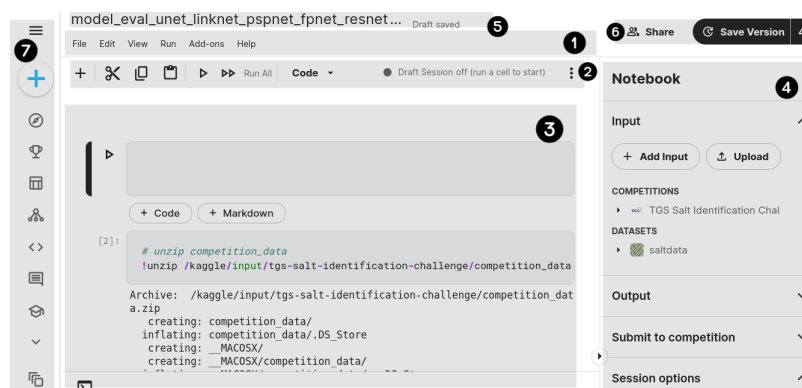 model_eval_unet_linknet_pspnet_fpnet_resnet... Draft saved 5
File Edit View Run Add-ons Help 1
Run All Code Draft Session off (run a cell to start) 2
3
+ Code + Markdown
[2]:
# unzip competition_data
!unzip /kaggle/input/tgs-salt-identification-challenge/competition_data
Archive: /kaggle/input/tgs-salt-identification-challenge/competition_dat
a.zip
creating: competition_data/
inflating: competition_data/.DS_Store
creating: __MACOSX/
creating: __MACOSX/competition_data/
7
6 Share Save Version 4
Notebook 4
Input
+ Add Input Upload
COMPETITIONS
TGS Salt Identification Chal
DATASETS
saltdata
Output
Submit to competition
Session options